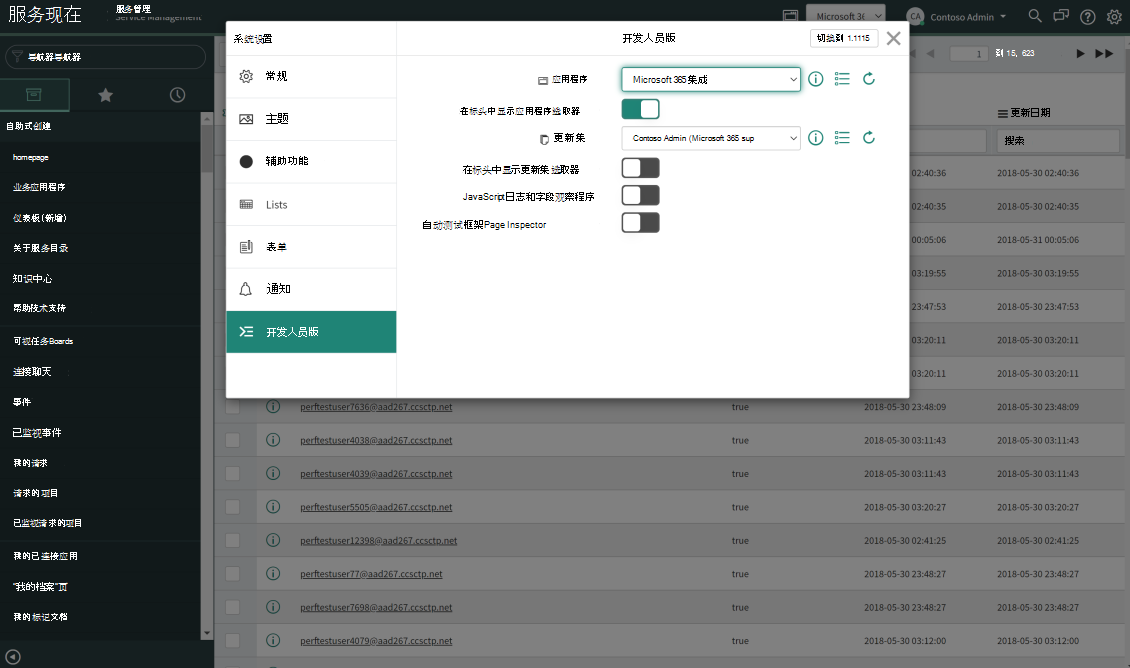 服务现在
服务管理
Service Management
Microsoft 36
CA
Contoso Admin
导航器导航器
自助式创建
homepage
业务应用程序
仪表板(新增)
关于服务目录
知识中心
帮助技术支持
可视任务Boards
连接聊天
事件
已监视事件
我的请求
请求的项目
已监视请求的项目
我的已连接应用
"我的档案"页
我的标记文档
系统设置
常规
主题
辅助功能
Lists
表单
通知
开发人员版
开发人员版
切换到 1.1115
应用程序
Microsoft 365集成
在标头中显示应用程序选取器
更新集
Contoso Admin (Microsoft 365 sup
在标头中显示更新集选取器
JavaScript日志和字段观察程序
自动测试框架Page Inspector
1
到 15, 623
更新日期
搜索
02:40:36 2018-05-30 02:40:36
02:40:35 2018-05-30 02:40:35
00:05:06 2018-05-31 00:05:06
03:19:55 2018-05-30 03:19:55
23:47:53 2018-05-30 23:47:53
03:20:11 2018-05-30 03:20:11
03:20:11 2018-05-30 03:20:11
perftestuser7636@aad267.ccsctp.net true 2018-05-30 23:48:09 2018-05-30 23:48:09
perftestuser4038@aad267.ccsctp.net true 2018-05-30 03:11:43 2018-05-30 03:11:43
perftestuser4039@aad267.ccsctp.net true 2018-05-30 03:11:43 2018-05-30 03:11:43
perftestuser5505@aad267.ccsctp.net true 2018-05-30 03:20:27 2018-05-30 03:20:27
perftestuser12398@aad267.ccsctp.net true 2018-05-30 02:41:25 2018-05-30 02:41:25
perftestuser77@aad267.ccsctp.net true 2018-05-30 23:48:27 2018-05-30 23:48:27
perftestuser7698@aad267.ccsctp.net true 2018-05-30 23:48:27 2018-05-30 23:48:27
perftestuser4079@aad267.ccsctp.net true 2018-05-30 03:12:00 2018-05-30 03:12:00